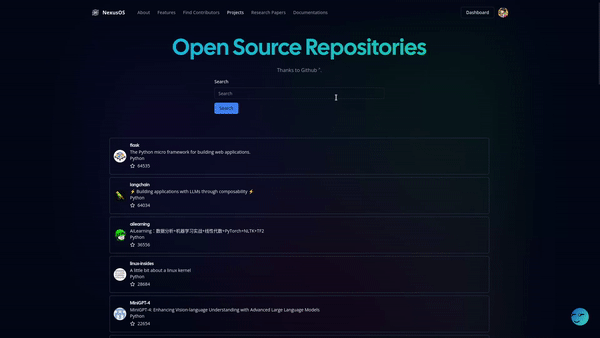 NexusOS
About
Features
Find Contributors
Projects
Research Papers
Documentations
Dashboard
Open Source Repositories
Thanks to Github ".
Search
Search
Search
flask
The Python micro framework for building web applications.
Python
64535
langchain
⚡ Building applications with LLMs through composability ⚡
Python
64034
ailearning
AiLearning：数据分析+机器学习实战+线性代数+PyTorch+NLTK+TF2
Python
36556
linux-insides
A little bit about a linux kernel
Python
28684
MiniGPT-4
MiniGPT-4: Enhancing Vision-language Understanding with Advanced Large Language Models
Python
22654